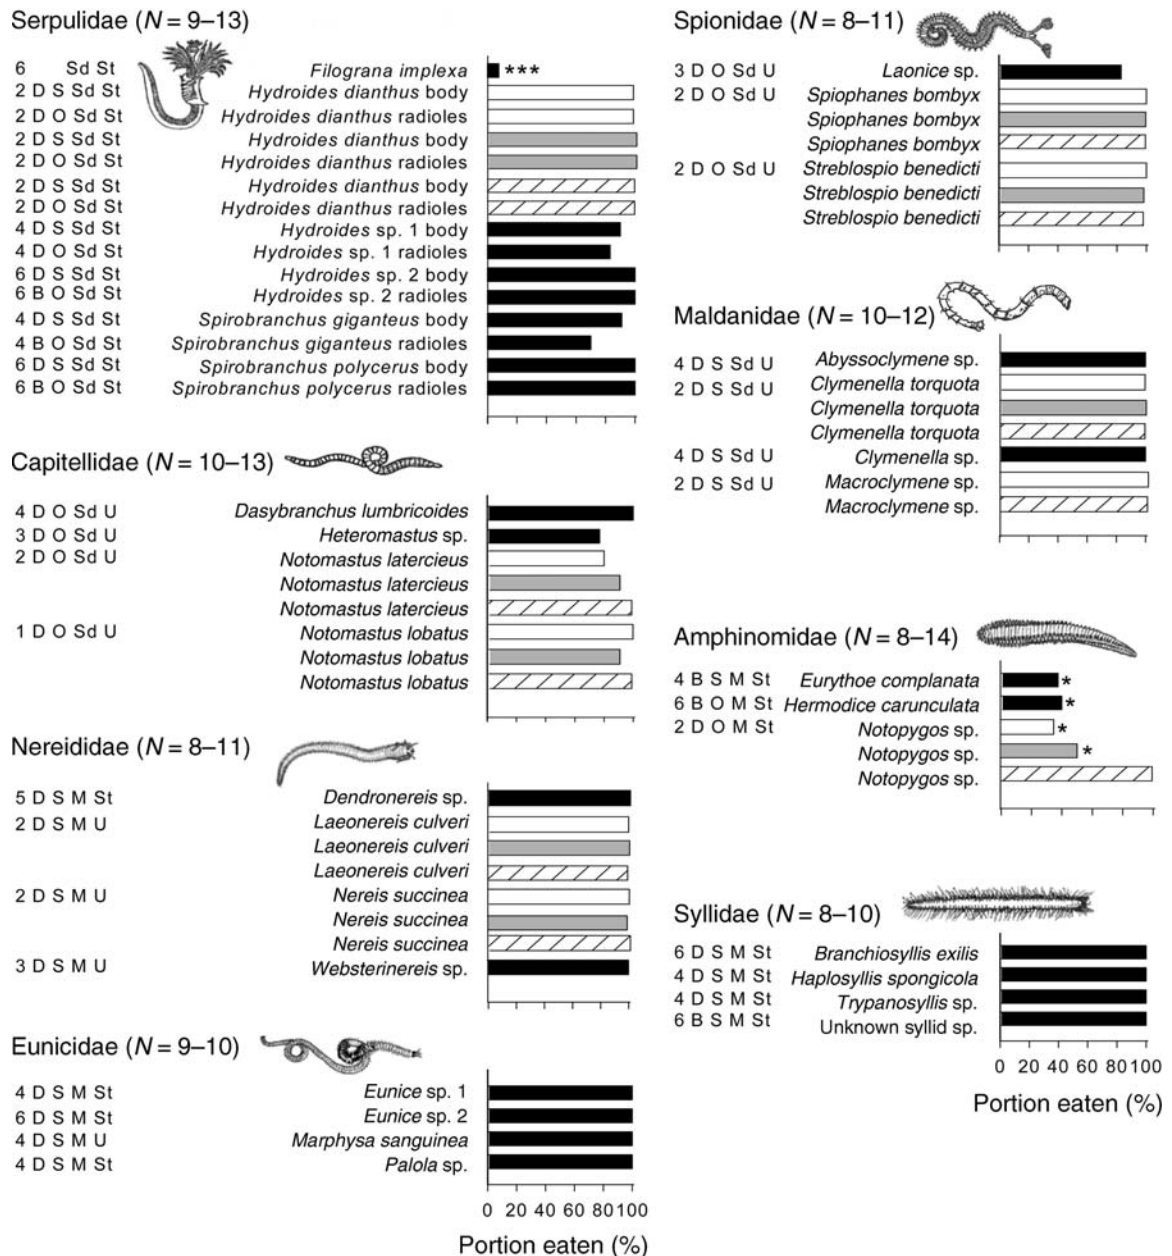 Serpulidae (N = 9–13)
6 Sd St Filograna implexa ***
2 D S Sd St Hydroides dianthus body
2 D O Sd St Hydroides dianthus radioles
2 D S Sd St Hydroides dianthus body
2 D O Sd St Hydroides dianthus radioles
2 D S Sd St Hydroides dianthus body
2 D O Sd St Hydroides dianthus radioles
4 D S Sd St Hydroides sp. 1 body
4 D O Sd St Hydroides sp. 1 radioles
6 D S Sd St Hydroides sp. 2 body
6 B O Sd St Hydroides sp. 2 radioles
4 D S Sd St Spirobranchus giganteus body
4 B O Sd St Spirobranchus giganteus radioles
6 D S Sd St Spirobranchus polycerus body
6 B O Sd St Spirobranchus polycerus radioles
Capitellidae (N = 10–13)
4 D O Sd U Dasybranchus lumbricoides
3 D O Sd U Heteromastus sp.
2 D O Sd U Notomastus latercieus
Notomastus latercieus
Notomastus latercieus
1 D O Sd U Notomastus lobatus
Notomastus lobatus
Notomastus lobatus
Nereididae (N = 8–11)
5 D S M St Dendronereis sp.
2 D S M U Laeonereis culveri
Laeonereis culveri
Laeonereis culveri
2 D S M U Nereis succinea
Nereis succinea
Nereis succinea
3 D S M U Websterinereis sp.
Eunicidae (N = 9–10)
4 D S M St Eunice sp. 1
6 D S M St Eunice sp. 2
4 D S M U Marphysa sanguinea
4 D S M St Palola sp.
0 20 40 60 80 100
Portion eaten (%)
Spionidae (N = 8–11)
3 D O Sd U Laonice sp.
2 D O Sd U Spiophanes bombyx
Spiophanes bombyx
Spiophanes bombyx
2 D O Sd U Streblospio benedicti
Streblospio benedicti
Streblospio benedicti
Maldanidae (N = 10–12)
4 D S Sd U Abyssoclymene sp.
2 D S Sd U Clymenella torquota
Clymenella torquota
Clymenella torquota
4 D S Sd U Clymenella sp.
2 D S Sd U Macroclymene sp.
Macroclymene sp.
Amphinomidae (N = 8–14)
4 B S M St Eurythoe complanata *
6 B O M St Hermodice carunculata *
2 D O M St Notopygos sp. *
Notopygos sp. *
Notopygos sp.
Syllidae (N = 8–10)
6 D S M St Branchiosyllis exilis
4 D S M St Haplosyllis spongicola
4 D S M St Trypanosyllis sp.
6 B S M St Unknown syllid sp.
0 20 40 60 80 100
Portion eaten (%)